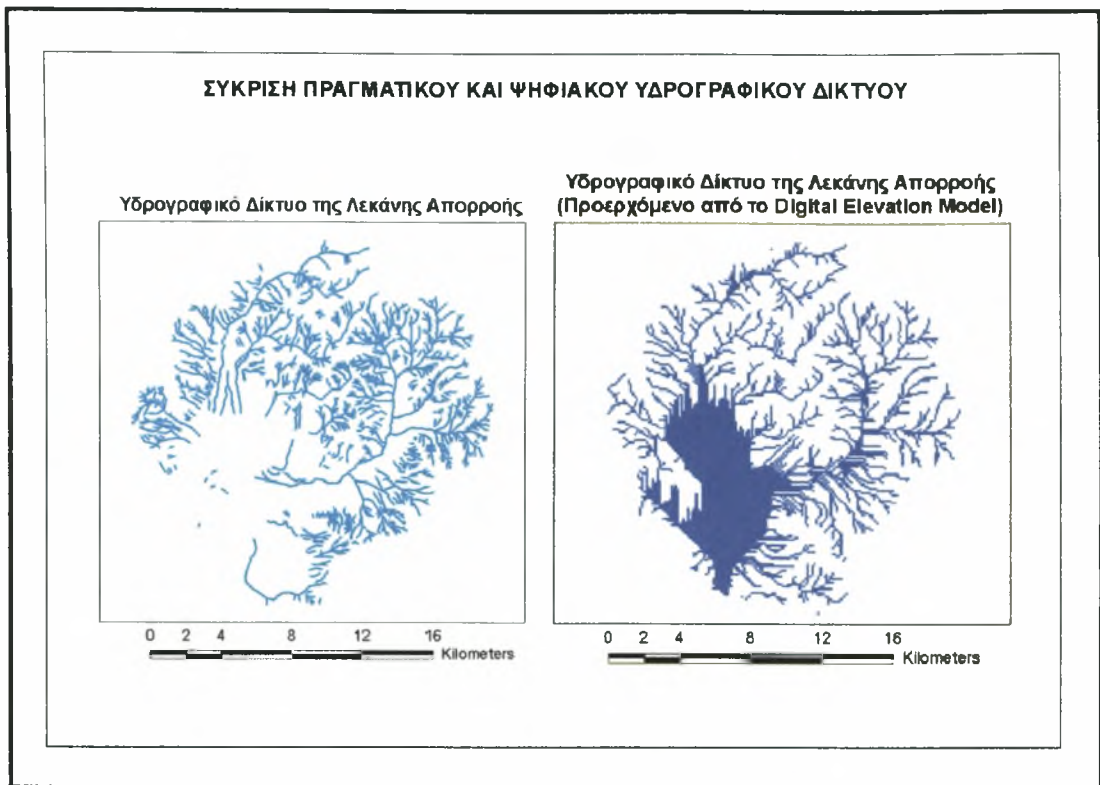 ΣΥΚΡΙΣΗ ΠΡΑΓΜΑΤΙΚΟΥ ΚΑΙ ΨΗΦΙΑΚΟΥ ΥΔΡΟΓΡΑΦΙΚΟΥ ΔΙΚΤΥΟΥ
Υδρογραφικό Δίκτυο της Λεκάνης Απορροής
0 2 4 8 12 16
Kilometers
Υδρογραφικό Δίκτυο της Λεκάνης Απορροής
(Προερχόμενο από το Digital Elevation Model)
0 2 4 8 12 16
Kilometers